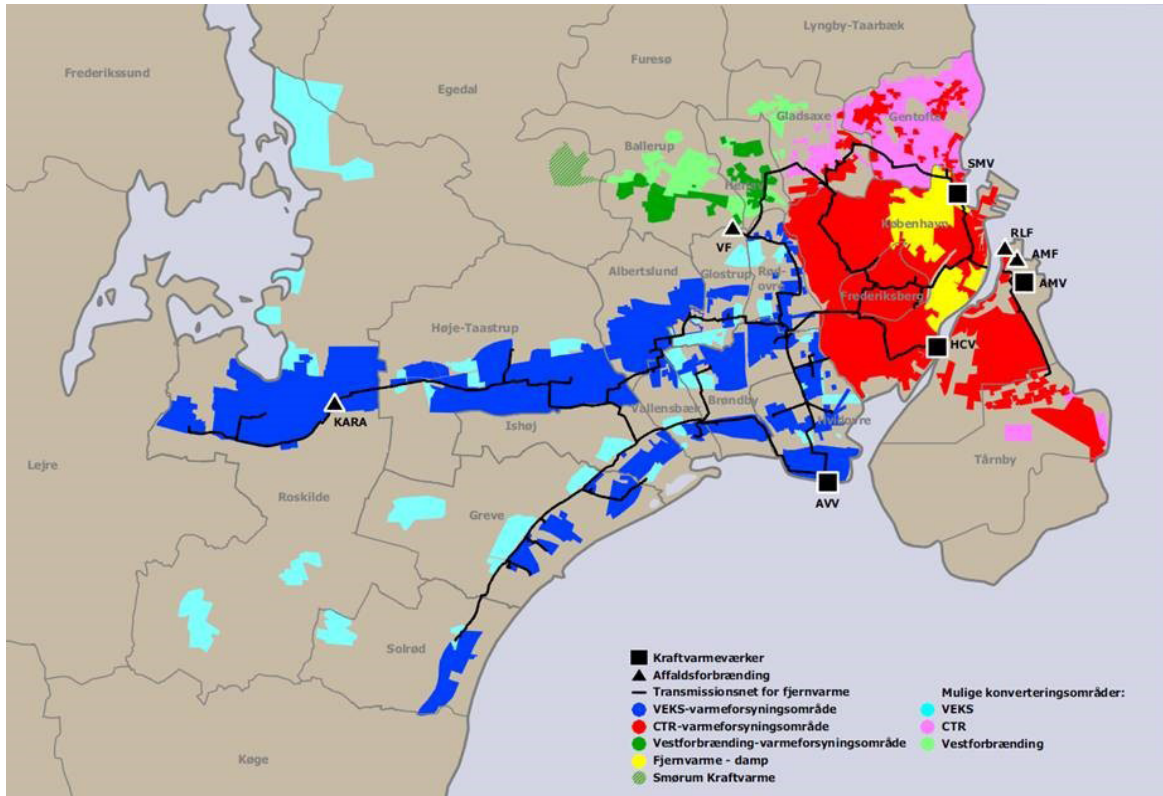 Lyngby-Taarbæk
Furesø
Frederikssund
Egedal
Gladsaxe
Gentofte
Ballerup
SMV
København
VF
RLF
AMF
Albertslund
Glostrup
Rød-
ovre
AMV
Frederiksberg
Høje-Taastrup
HCV
KARA
Vallensbæk
Brøndby
Hvidovre
Ishøj
Tårnby
Lejre
AVV
Roskilde
Greve
Solrød
Køge
Kraftvarmeværker
Affaldsforbrænding
Transmissionsnet for fjernvarme
VEKS-varmeforsyningsområde
CTR-varmeforsyningsområde
Vestforbrænding-varmeforsyningsområde
Fjernvarme - damp
Smørum Kraftvarme
Mulige konverteringsområder:
VEKS
CTR
Vestforbrænding